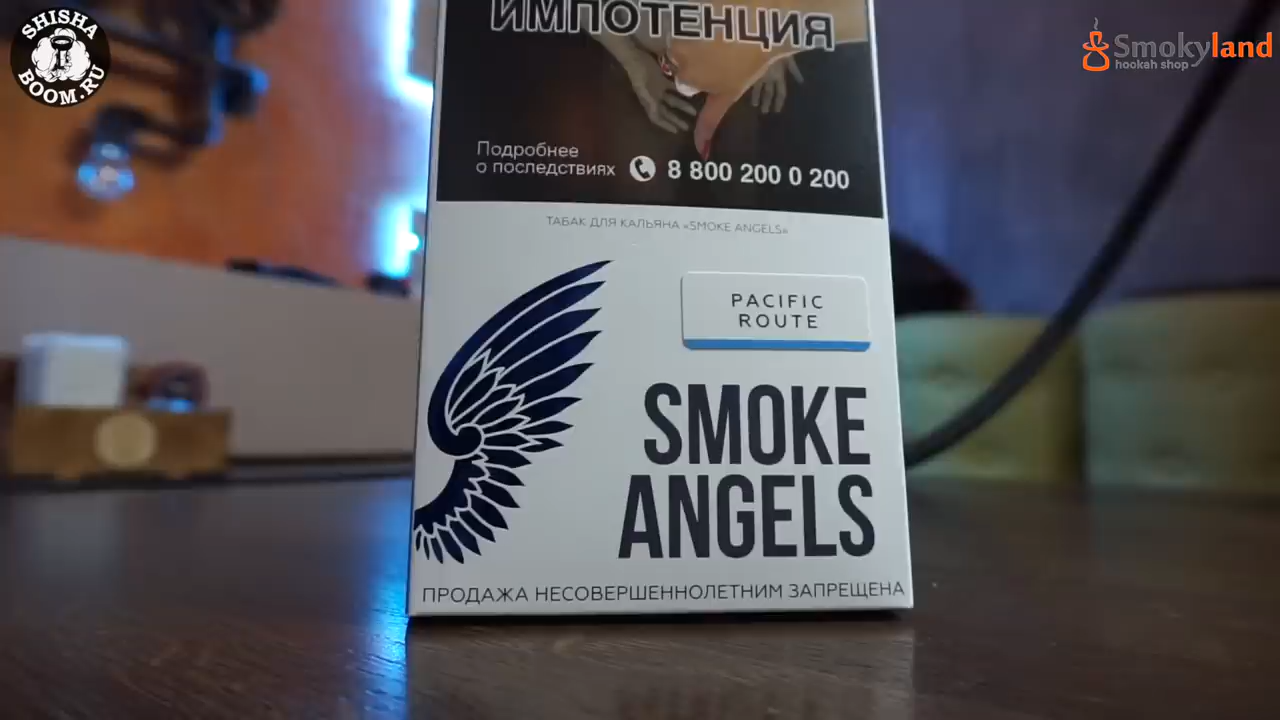 SHISHA
BOOM.RU
Smokyland
hookah shop
ИМПОТЕНЦИЯ
Подробнее
о последствиях
8 800 200 0 200
ТАБАК ДЛЯ КАЛЬЯНА «SMOKE ANGELS»
PACIFIC
ROUTE
SMOKE
ANGELS
ПРОДАЖА НЕСОВЕРШЕННОЛЕТНИМ ЗАПРЕЩЕНА